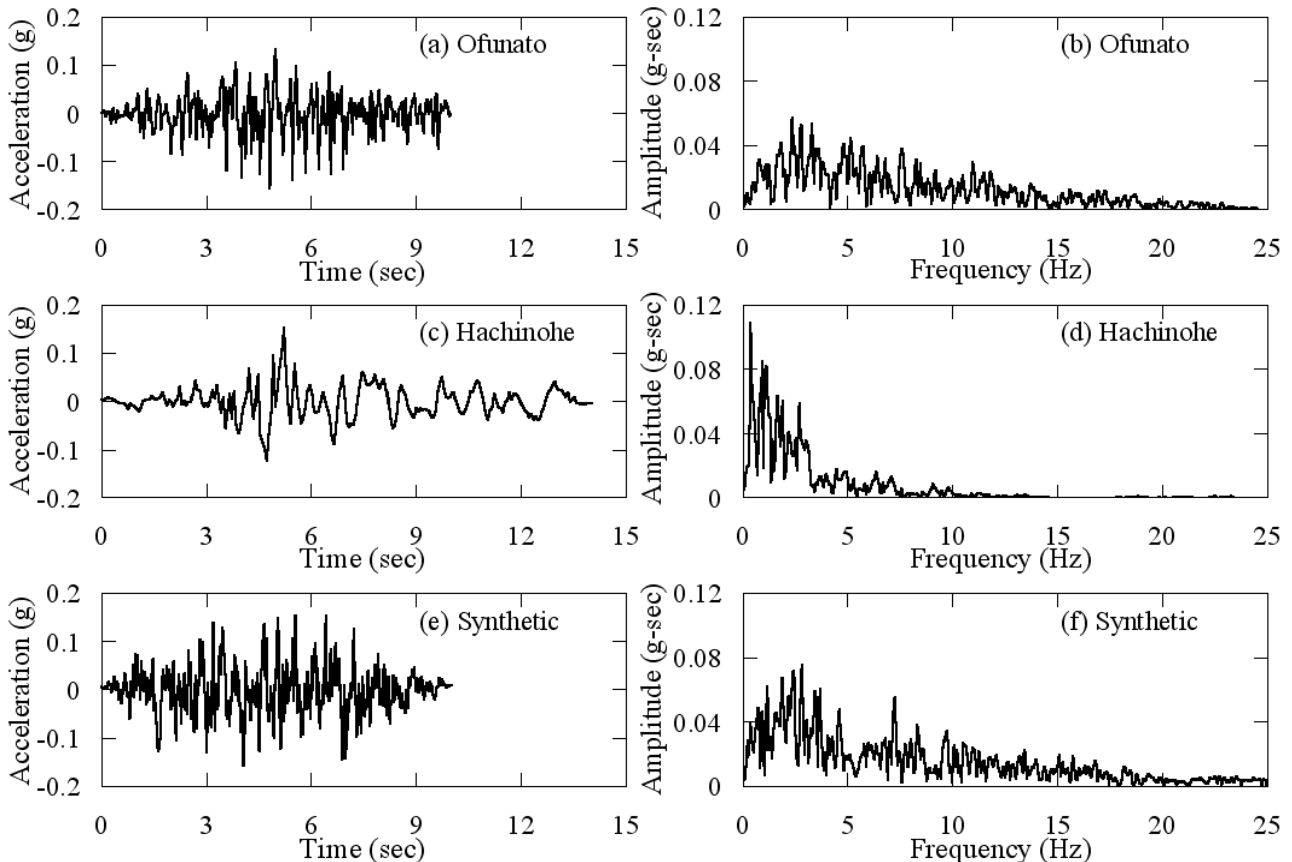 0.2
0.1
0
-0.1
-0.2
Acceleration (g)
(a) Ofunato
0 3 6 9 12 15
Time (sec)
0.12
0.08
0.04
0
Amplitude (g-sec)
(b) Ofunato
0 5 10 15 20 25
Frequency (Hz)
0.2
0.1
0
-0.1
-0.2
Acceleration (g)
(c) Hachinohe
0 3 6 9 12 15
Time (sec)
0.12
0.08
0.04
0
Amplitude (g-sec)
(d) Hachinohe
0 5 10 15 20 25
Frequency (Hz)
0.2
0.1
0
-0.1
-0.2
Acceleration (g)
(e) Synthetic
0 3 6 9 12 15
Time (sec)
0.12
0.08
0.04
0
Amplitude (g-sec)
(f) Synthetic
0 5 10 15 20 25
Frequency (Hz)